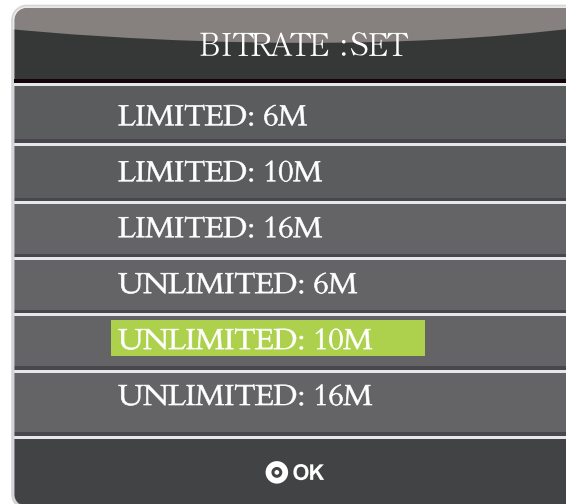 BITRATE :SET
LIMITED: 6M
LIMITED: 10M
LIMITED: 16M
UNLIMITED: 6M
UNLIMITED: 10M
UNLIMITED: 16M
OK